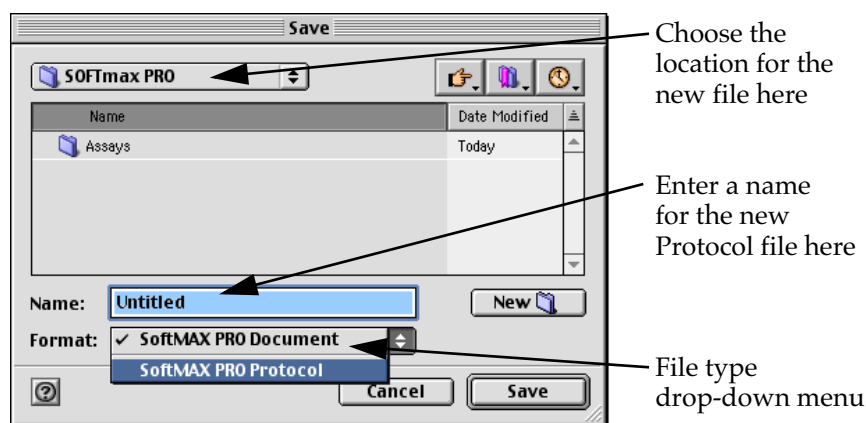 Save
SOFTmax PRO
Name
Date Modified
Assays
Today
Name:
Untitled
New
Format:
✓ SoftMAX PRO Document
SoftMAX PRO Protocol
?
Cancel
Save
Choose the
location for the
new file here
Enter a name
for the new
Protocol file here
File type
drop-down menu